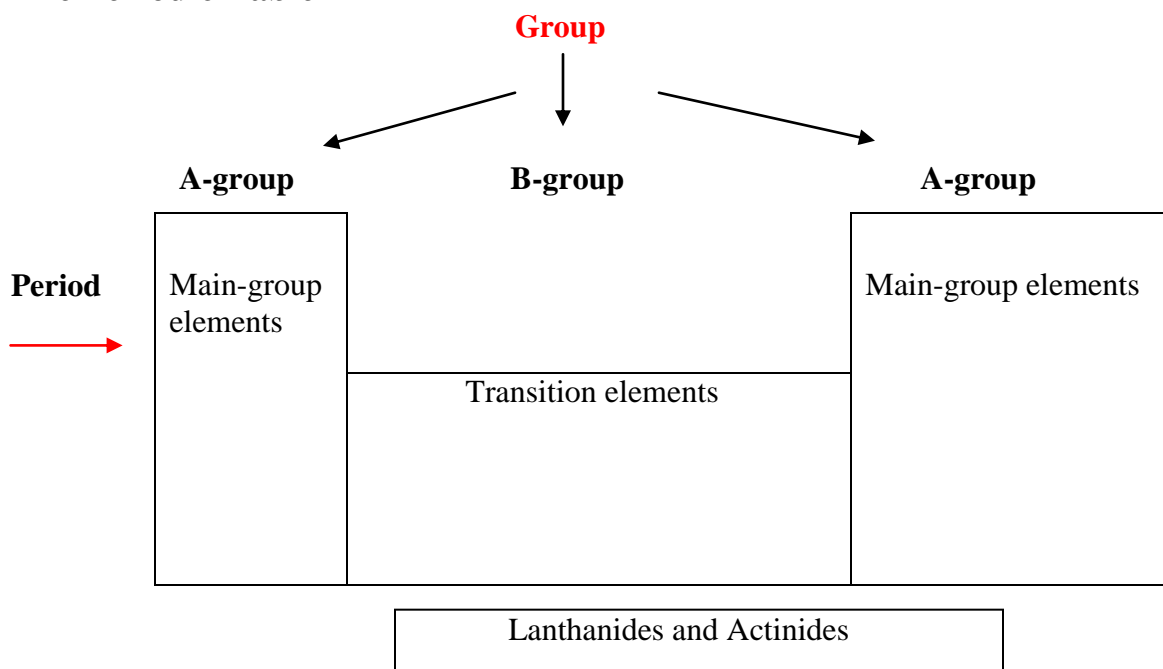 Group
A-group B-group A-group
Period
Main-group
elements
Main-group elements
Transition elements
Lanthanides and Actinides